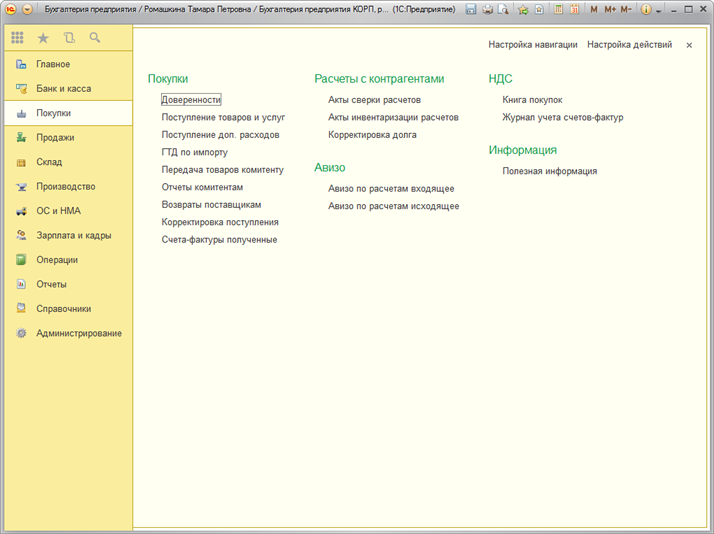 Бухгалтерия предприятия / Ромашкина Тамара Петровна / Бухгалтерия предприятия КОРП, р... (1С:Предприятие)
M M+ M-
Настройка навигации Настройка действий
Главное
Банк и касса
Покупки
Продажи
Склад
Производство
ОС и НМА
Зарплата и кадры
Операции
Отчеты
Справочники
Администрирование
Покупки
Доверенности
Поступление товаров и услуг
Поступление доп. расходов
ГТД по импорту
Передача товаров комитенту
Отчеты комитентам
Возвраты поставщикам
Корректировка поступления
Счета-фактуры полученные
Расчеты с контрагентами
Акты сверки расчетов
Акты инвентаризации расчетов
Корректировка долга
Авизо
Авизо по расчетам входящее
Авизо по расчетам исходящее
НДС
Книга покупок
Журнал учета счетов-фактур
Информация
Полезная информация